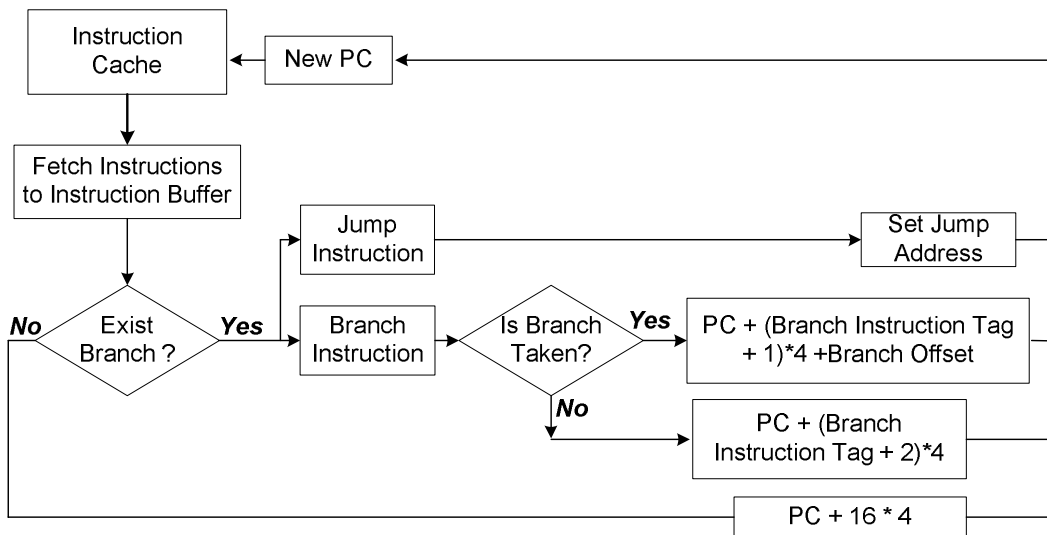 Instruction
Cache
New PC
Fetch Instructions
to Instruction Buffer
Jump
Instruction
Set Jump
Address
No
Exist
Branch ?
Yes
Branch
Instruction
Is Branch
Taken?
Yes
PC + (Branch Instruction Tag
+ 1)*4 +Branch Offset
No
PC + (Branch
Instruction Tag + 2)*4
PC + 16 * 4